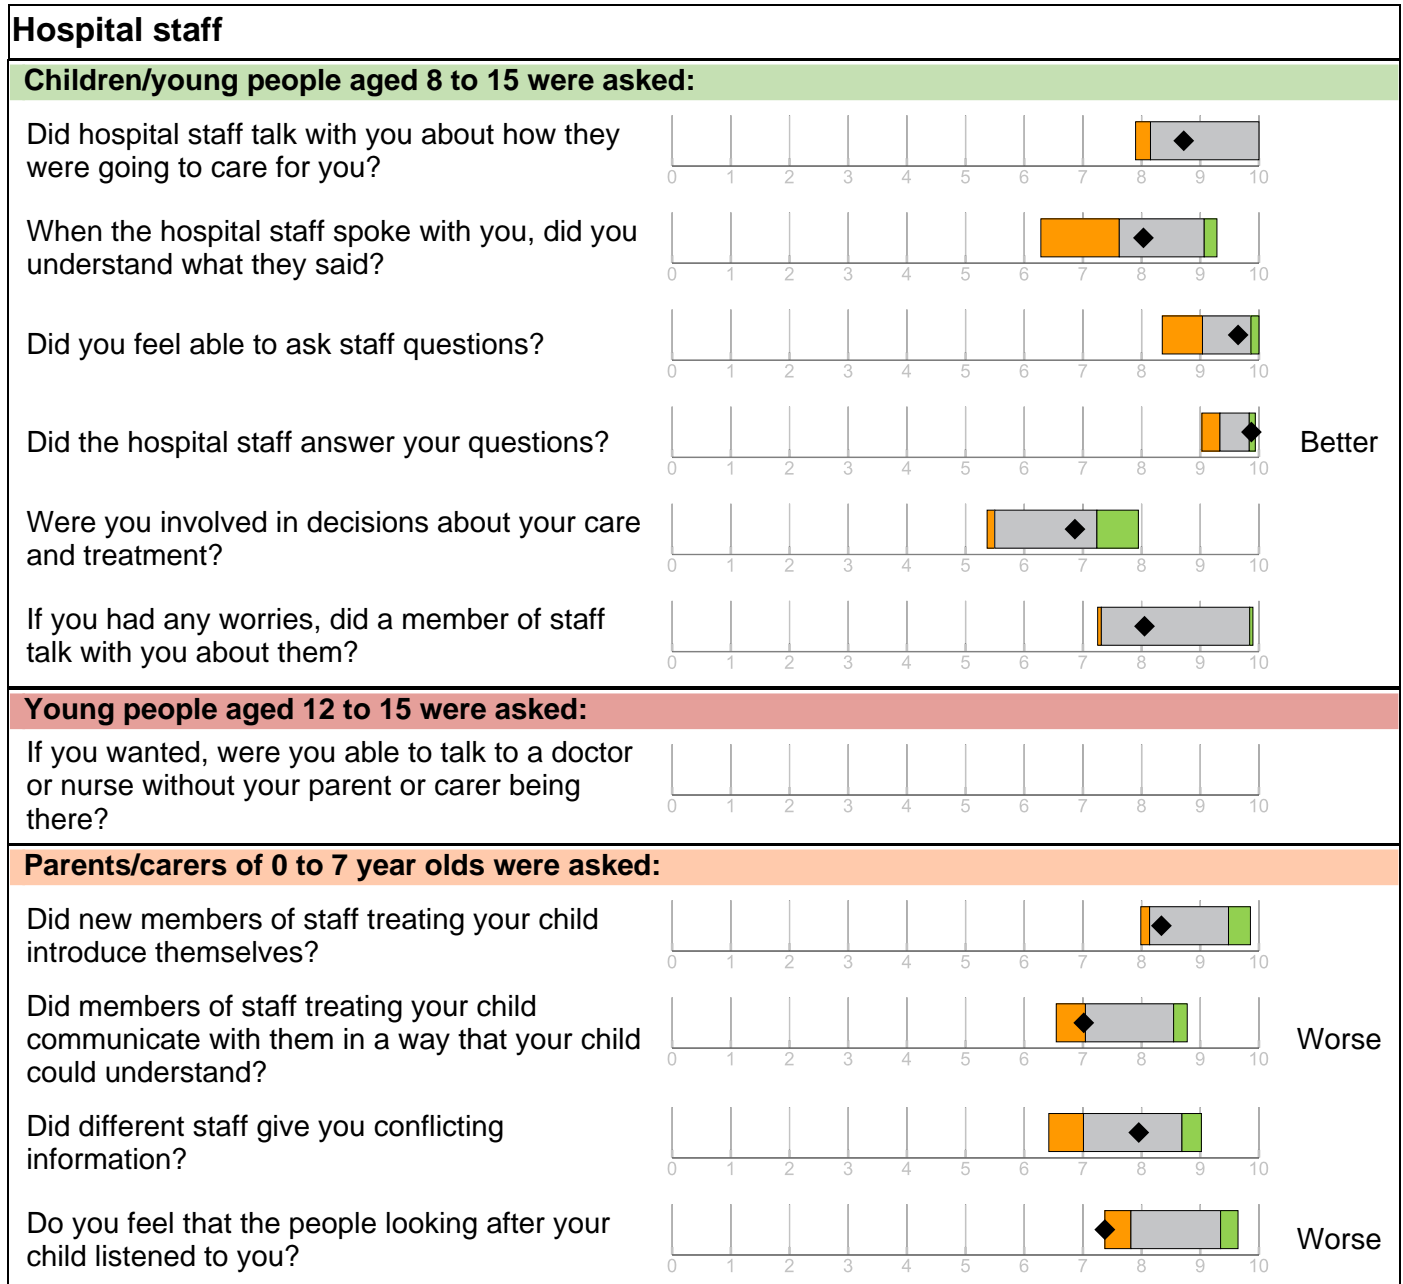 Hospital staff
Children/young people aged 8 to 15 were asked:
Did hospital staff talk with you about how they
were going to care for you?
0 1 2 3 4 5 6 7 8 9 10
When the hospital staff spoke with you, did you
understand what they said?
0 1 2 3 4 5 6 7 8 9 10
Did you feel able to ask staff questions?
0 1 2 3 4 5 6 7 8 9 10
Did the hospital staff answer your questions?
Better
0 1 2 3 4 5 6 7 8 9 10
Were you involved in decisions about your care
and treatment?
0 1 2 3 4 5 6 7 8 9 10
If you had any worries, did a member of staff
talk with you about them?
0 1 2 3 4 5 6 7 8 9 10
Young people aged 12 to 15 were asked:
If you wanted, were you able to talk to a doctor
or nurse without your parent or carer being
there?
0 1 2 3 4 5 6 7 8 9 10
Parents/carers of 0 to 7 year olds were asked:
Did new members of staff treating your child
introduce themselves?
0 1 2 3 4 5 6 7 8 9 10
Did members of staff treating your child
communicate with them in a way that your child
could understand?
Worse
0 1 2 3 4 5 6 7 8 9 10
Did different staff give you conflicting
information?
0 1 2 3 4 5 6 7 8 9 10
Do you feel that the people looking after your
child listened to you?
Worse
0 1 2 3 4 5 6 7 8 9 10